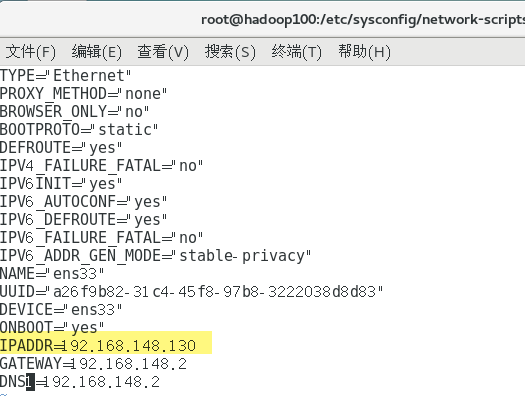 root@hadoop100:/etc/sysconfig/network-scripts
文件(F) 编辑(E) 查看(V) 搜索(S) 终端(T) 帮助(H)
TYPE="Ethernet"
PROXY_METHOD="none"
BROWSER_ONLY="no"
BOOTPROTO="static"
DEFROUTE="yes"
IPV4_FAILURE_FATAL="no"
IPV6INIT="yes"
IPV6_AUTOCONF="yes"
IPV6_DEFROUTE="yes"
IPV6_FAILURE_FATAL="no"
IPV6_ADDR_GEN_MODE="stable-privacy"
NAME="ens33"
UUID="a26f9b82-31c4-45f8-97b8-3222038d8d83"
DEVICE="ens33"
ONBOOT="yes"
IPADDR=192.168.148.130
GATEWAY=192.168.148.2
DNS1=192.168.148.2
~